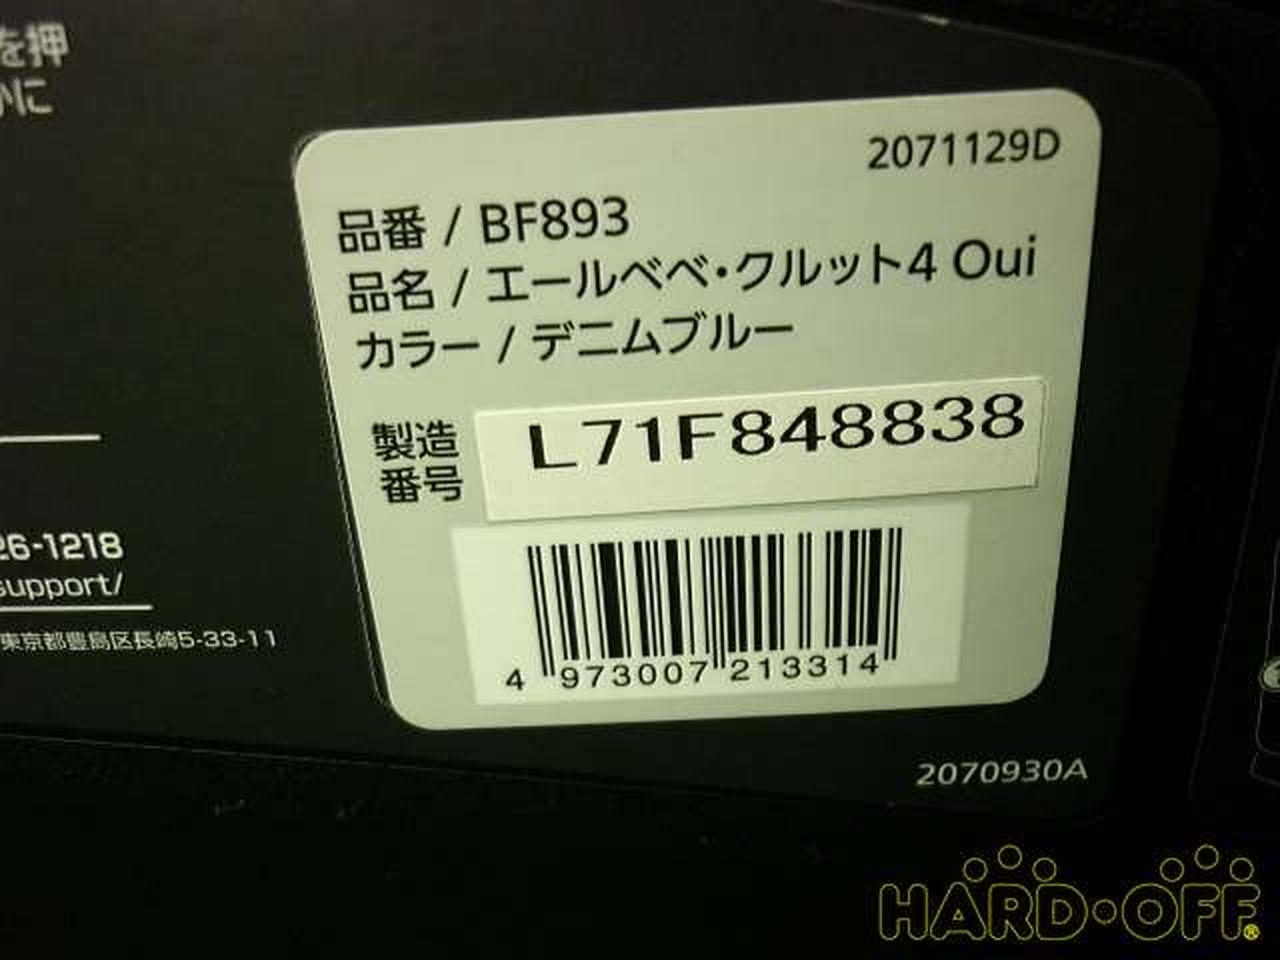 を押
かに
2071129D
品番 / BF893
品名 / エールベベ・クルット4 Oui
カラー / デニムブルー
製造
番号
L71F848838
4 973007 213314
26-1218
support/
東京都豊島区長崎5-33-11
2070930A
HARD・OFF®